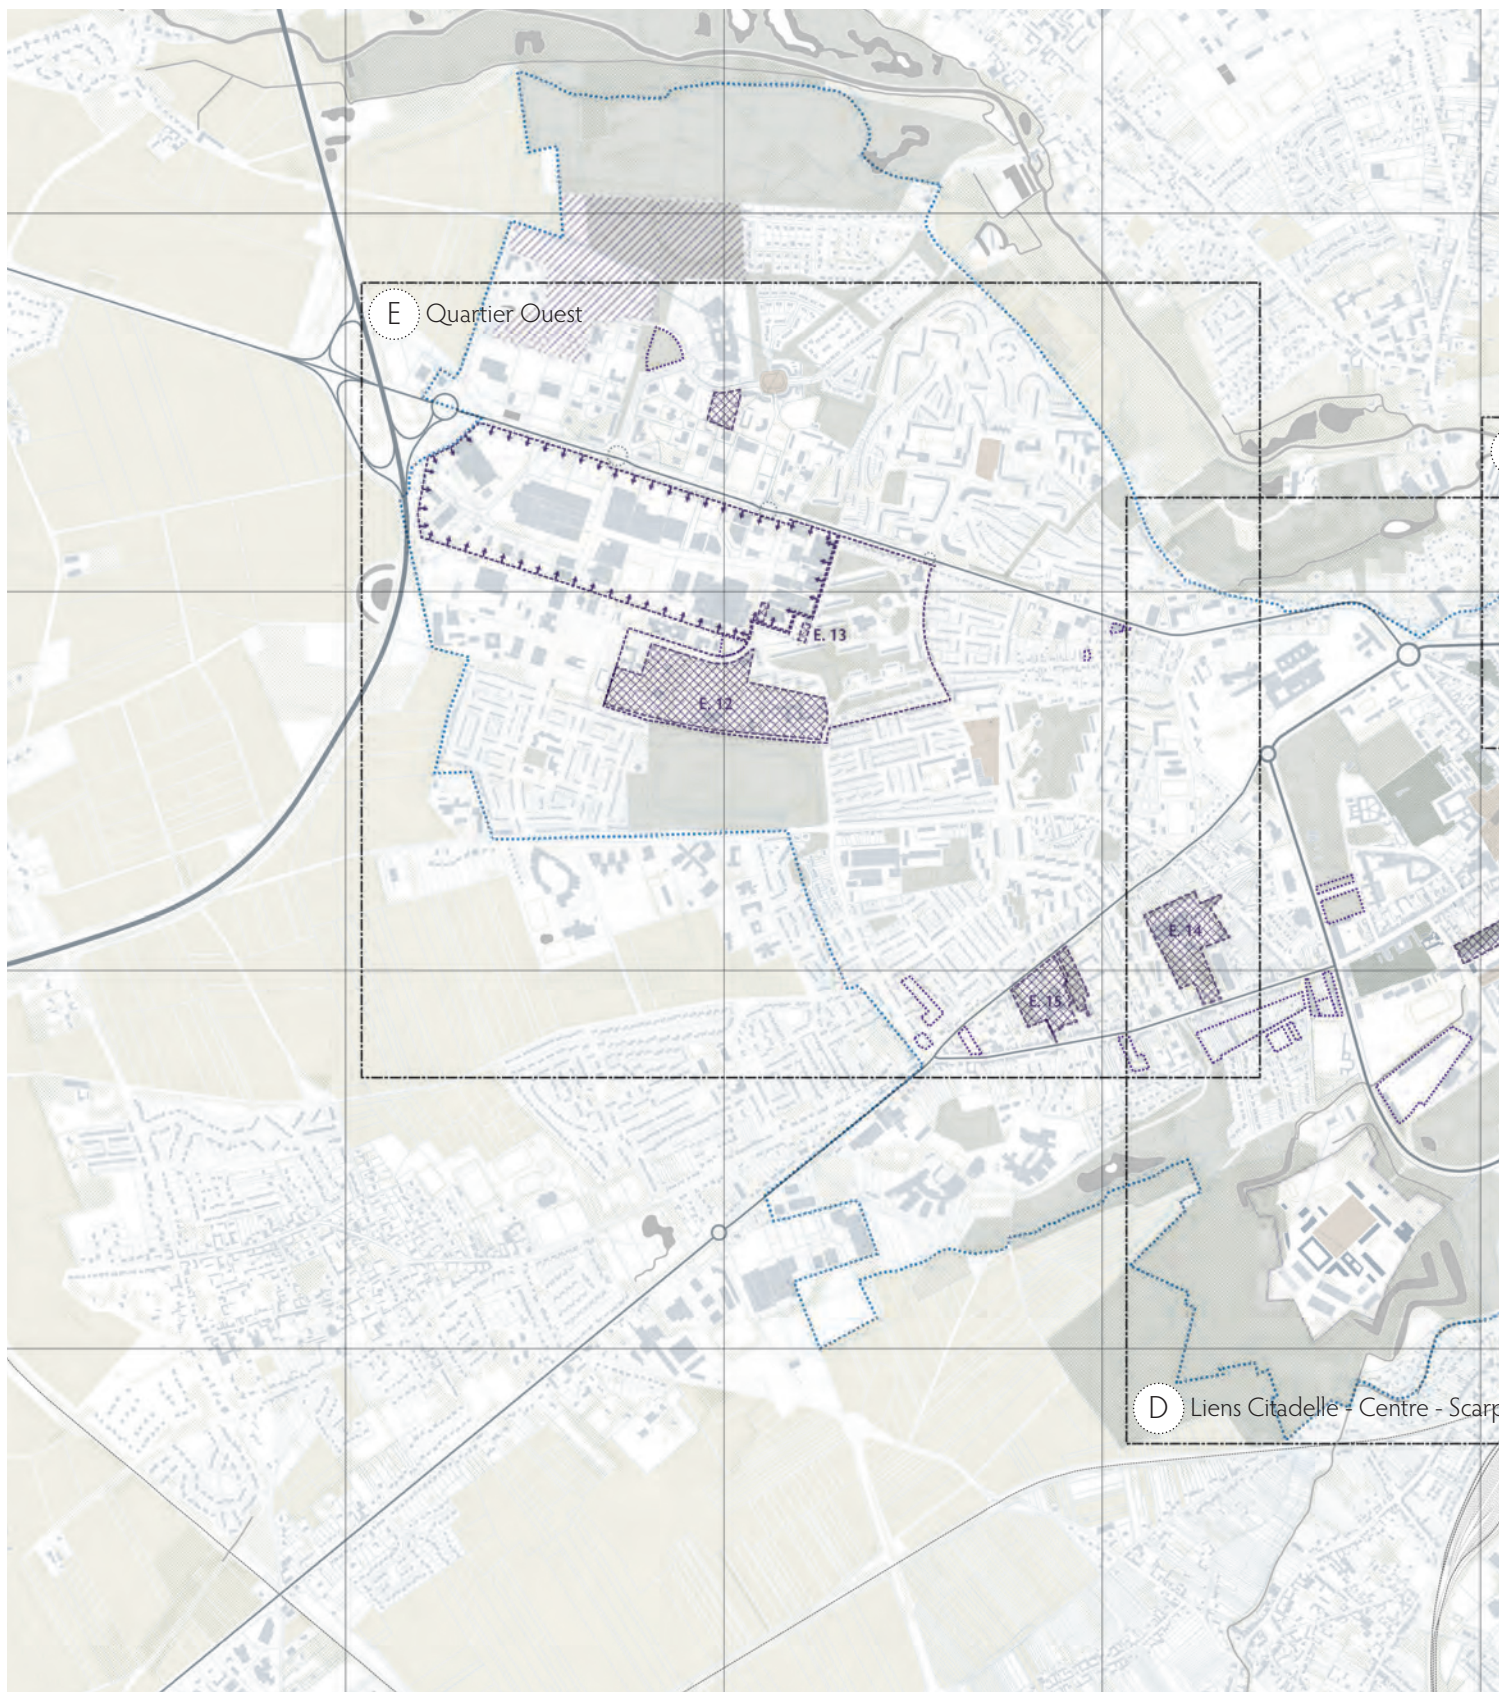 E Quartier Ouest
E. 13
E. 12
E. 14
E. 15
D Liens Citadelle - Centre - Scarp